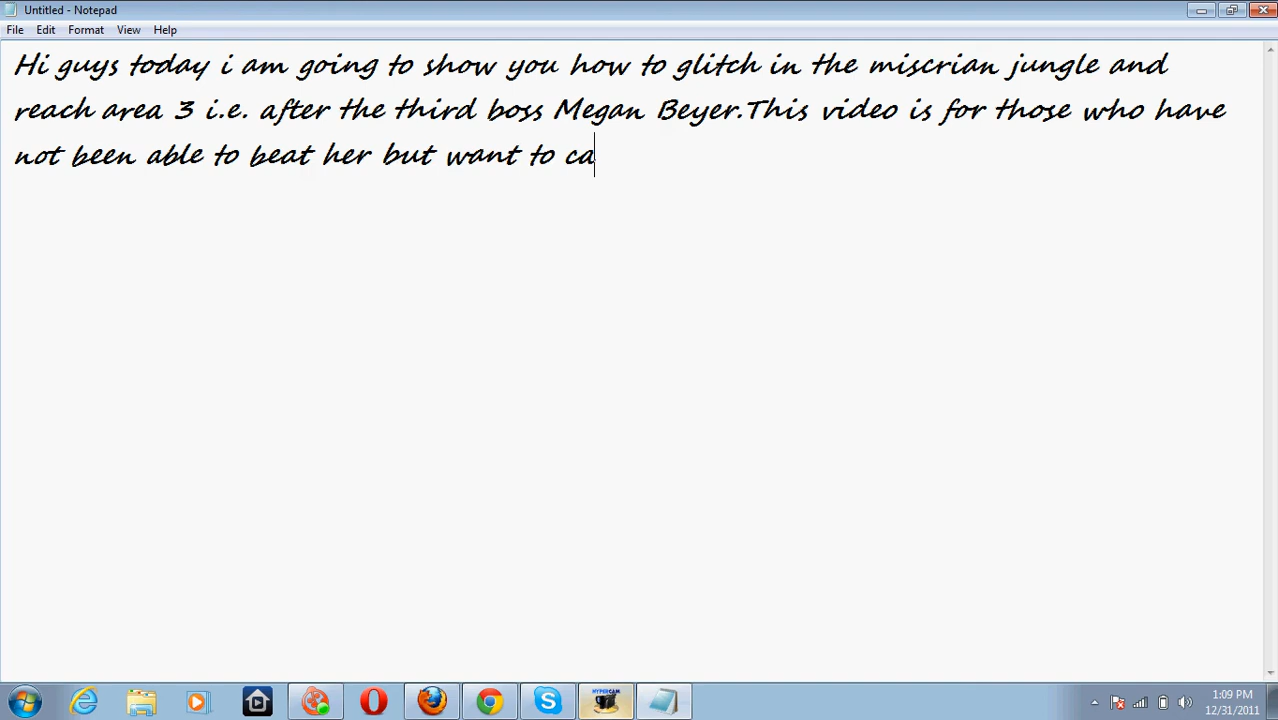 Untitled - Notepad
File Edit Format View Help
Hi guys today i am going to show you how to glitch in the miscrian jungle and
reach area 3 i.e. after the third boss Megan Beyer.This video is for those who have
not been able to beat her but want to ca
HYPERCAM
1:09 PM
12/31/2011